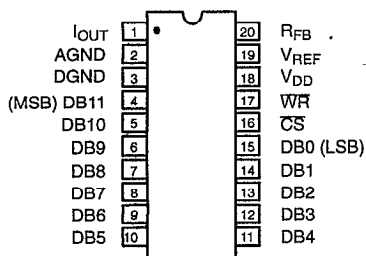 IOUT 1 20 RFB
AGND 2 19 VREF
DGND 3 18 VDD
(MSB) DB11 4 17 W̅R̅
DB10 5 16 C̅S̅
DB9 6 15 DB0 (LSB)
DB8 7 14 DB1
DB7 8 13 DB2
DB6 9 12 DB3
DB5 10 11 DB4